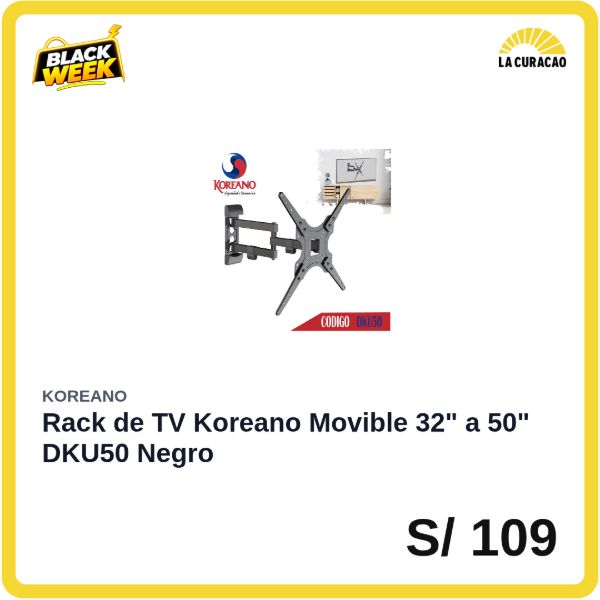 BLACK
WEEK
LA CURACAO
KOREANO
KOREANO
Rack de TV Koreano Movible 32" a 50"
DKU50 Negro
CODIGO DKU50
S/ 109